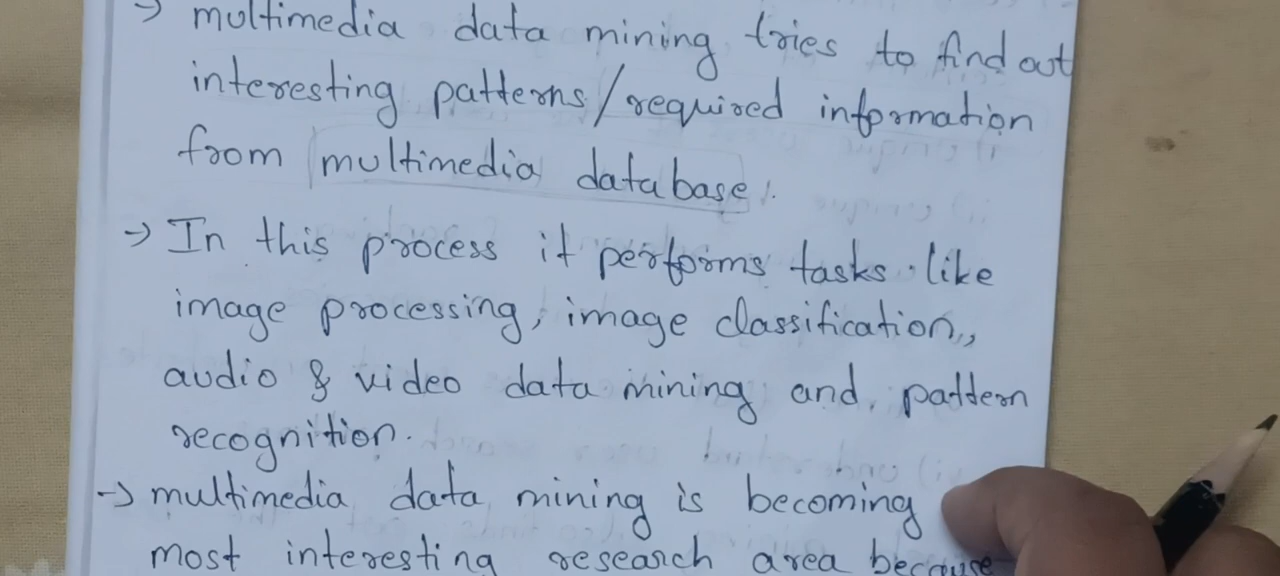 → multimedia data mining tries to find out
interesting patterns/required information
from multimedia database.
→ In this process it performs tasks like
image processing, image classification,,
audio & video data mining and, pattern
recognition.
→ multimedia data mining is becoming
most interesting research area because